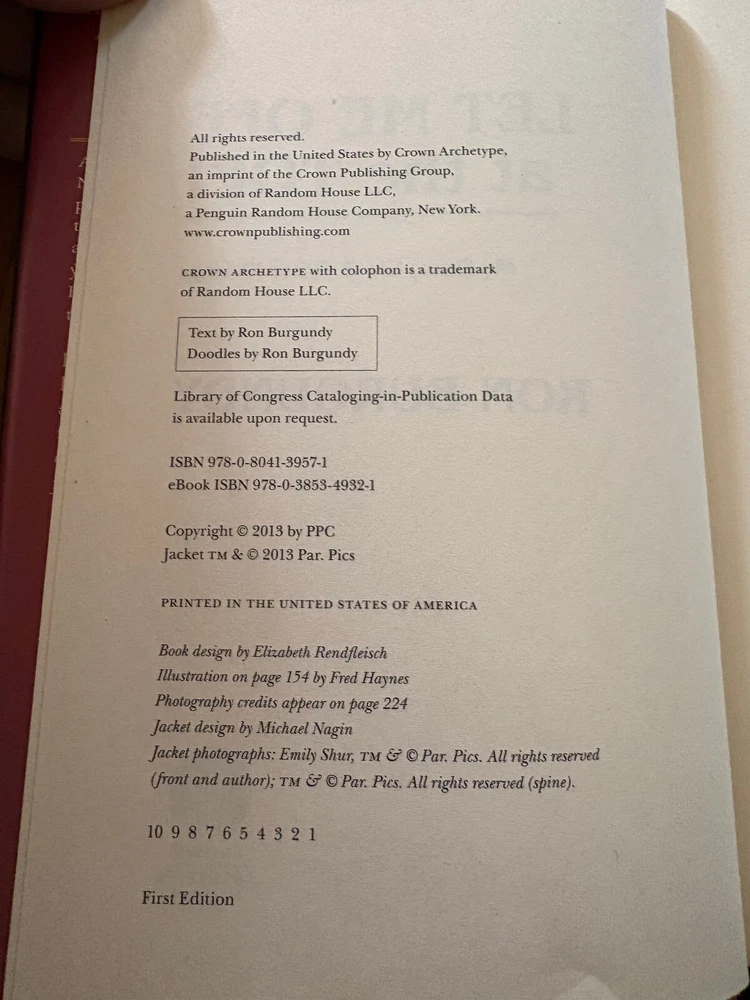 All rights reserved.
Published in the United States by Crown Archetype,
an imprint of the Crown Publishing Group,
a division of Random House LLC,
a Penguin Random House Company, New York.
www.crownpublishing.com
CROWN ARCHETYPE with colophon is a trademark
of Random House LLC.
Text by Ron Burgundy
Doodles by Ron Burgundy
Library of Congress Cataloging-in-Publication Data
is available upon request.
ISBN 978-0-8041-3957-1
eBook ISBN 978-0-3853-4932-1
Copyright © 2013 by PPC
Jacket TM & © 2013 Par. Pics
PRINTED IN THE UNITED STATES OF AMERICA
Book design by Elizabeth Rendfleisch
Illustration on page 154 by Fred Haynes
Photography credits appear on page 224
Jacket design by Michael Nagin
Jacket photographs: Emily Shur, TM & © Par. Pics. All rights reserved
(front and author); TM & © Par. Pics. All rights reserved (spine).
10 9 8 7 6 5 4 3 2 1
First Edition